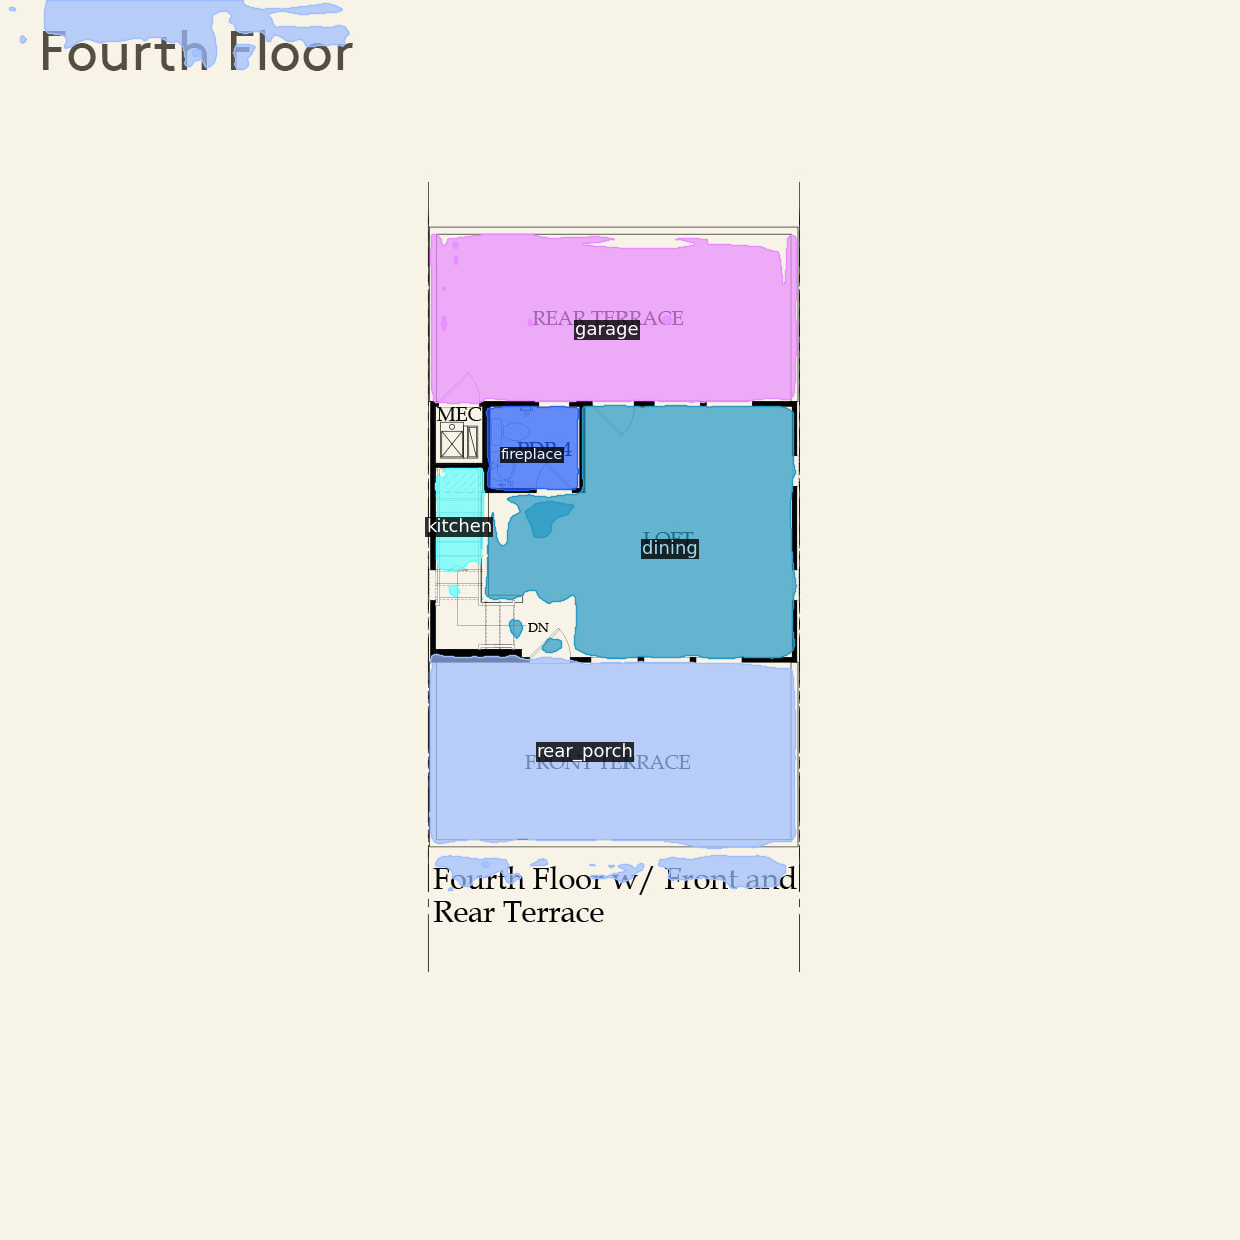 Fourth Floor
REAR TERRACE
garage
MEC
PDR 4
fireplace
kitchen
LOFT
dining
DN
rear_porch
FRONT TERRACE
Fourth Floor w/ Front and
Rear Terrace